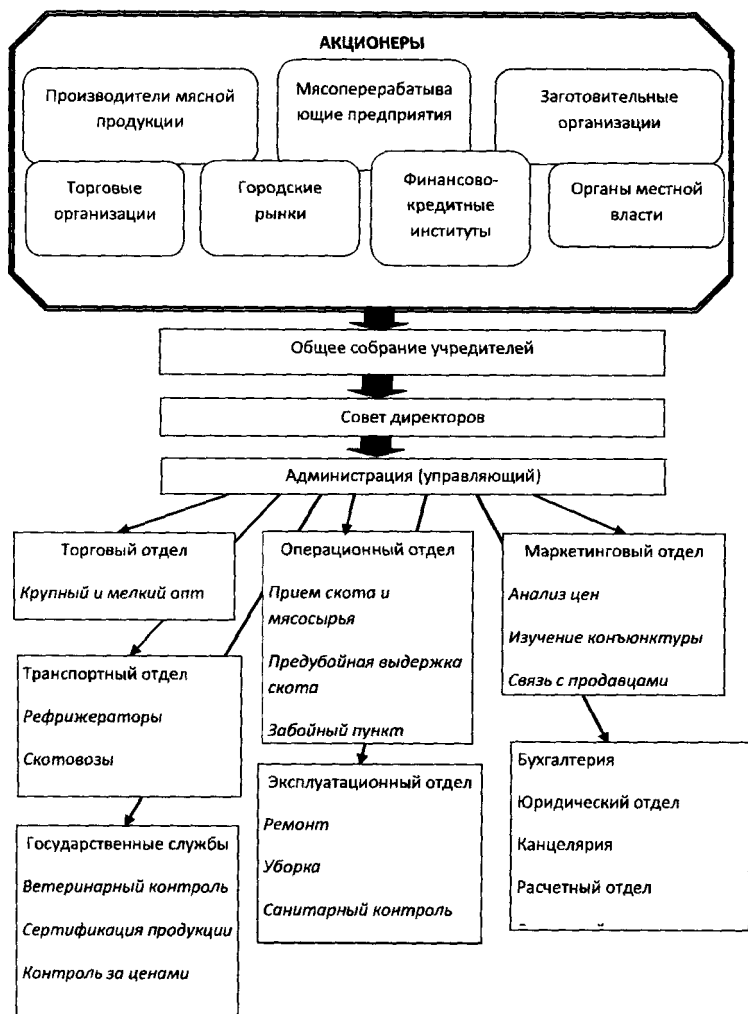 АКЦИОНЕРЫ
Производители мясной
продукции
Мясоперерабатыва
ющие предприятия
Заготовительные
организации
Торговые
организации
Городские
рынки
Финансово-
кредитные
институты
Органы местной
власти
Общее собрание учредителей
Совет директоров
Администрация (управляющий)
Торговый отдел
Крупный и мелкий опт
Операционный отдел
Прием скота и
мясосырья
Предубойная выдержка
скота
Забойный пункт
Маркетинговый отдел
Анализ цен
Изучение конъюнктуры
Связь с продавцами
Транспортный отдел
Рефрижераторы
Скотовозы
Эксплуатационный отдел
Ремонт
Уборка
Санитарный контроль
Бухгалтерия
Юридический отдел
Канцелярия
Расчетный отдел
Государственные службы
Ветеринарный контроль
Сертификация продукции
Контроль за ценами